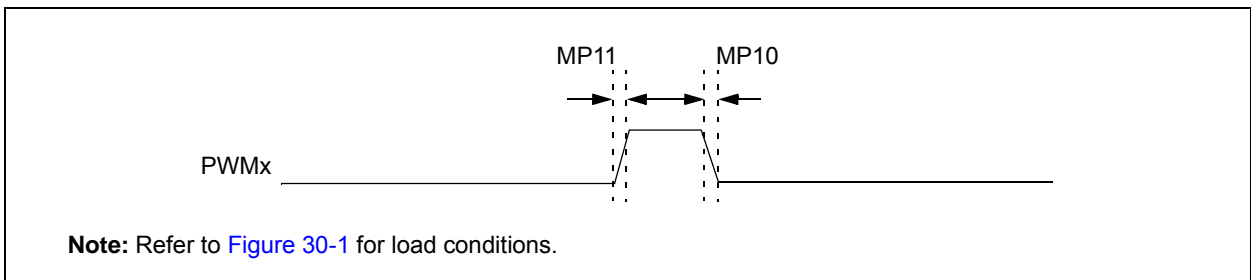 MP11 MP10
PWMx
Note: Refer to Figure 30-1 for load conditions.